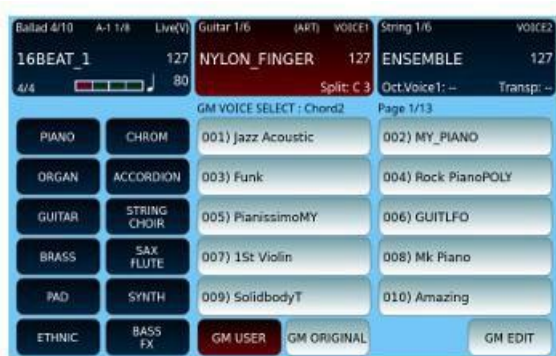 Ballad 4/10 A-1 1/8 Live(V)
16BEAT_1 127
4/4 80
Guitar 1/6 (ART) VOICE1
NYLON_FINGER 127
Split: C 3
String 1/6 VOICE2
ENSEMBLE 127
Oct.Voice1: -- Transp: --
GM VOICE SELECT : Chord2 Page 1/13
PIANO CHROM 001) Jazz Acoustic 002) MY_PIANO
ORGAN ACCORDION 003) Funk 004) Rock PianoPOLY
GUITAR STRING CHOIR 005) PianissimoMY 006) GUITLFO
BRASS SAX FLUTE 007) 1St Violin 008) Mk Piano
PAD SYNTH 009) SolidbodyT 010) Amazing
ETHNIC BASS FX GM USER GM ORIGINAL GM EDIT